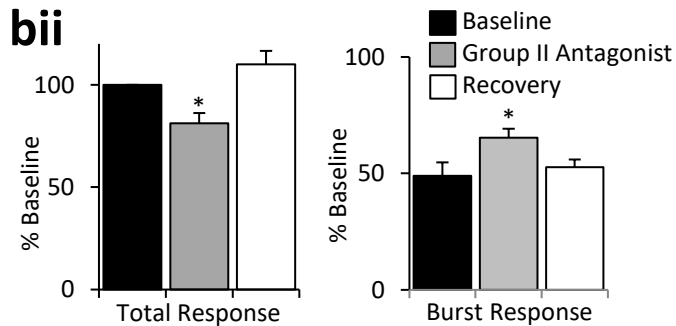 bii
Baseline
Group II Antagonist
Recovery
% Baseline
100
50
0
*
Total Response
% Baseline
100
50
0
*
Burst Response